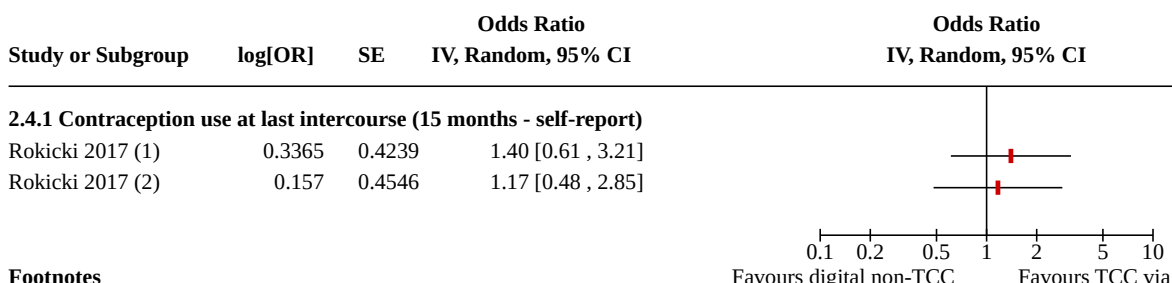 Odds Ratio Odds Ratio
Study or Subgroup log[OR] SE IV, Random, 95% CI IV, Random, 95% CI
2.4.1 Contraception use at last intercourse (15 months - self-report)
Rokicki 2017 (1) 0.3365 0.4239 1.40 [0.61 , 3.21]
Rokicki 2017 (2) 0.157 0.4546 1.17 [0.48 , 2.85]
0.1 0.2 0.5 1 2 5 10
Footnotes Favours digital non-TCC Favours TCC via